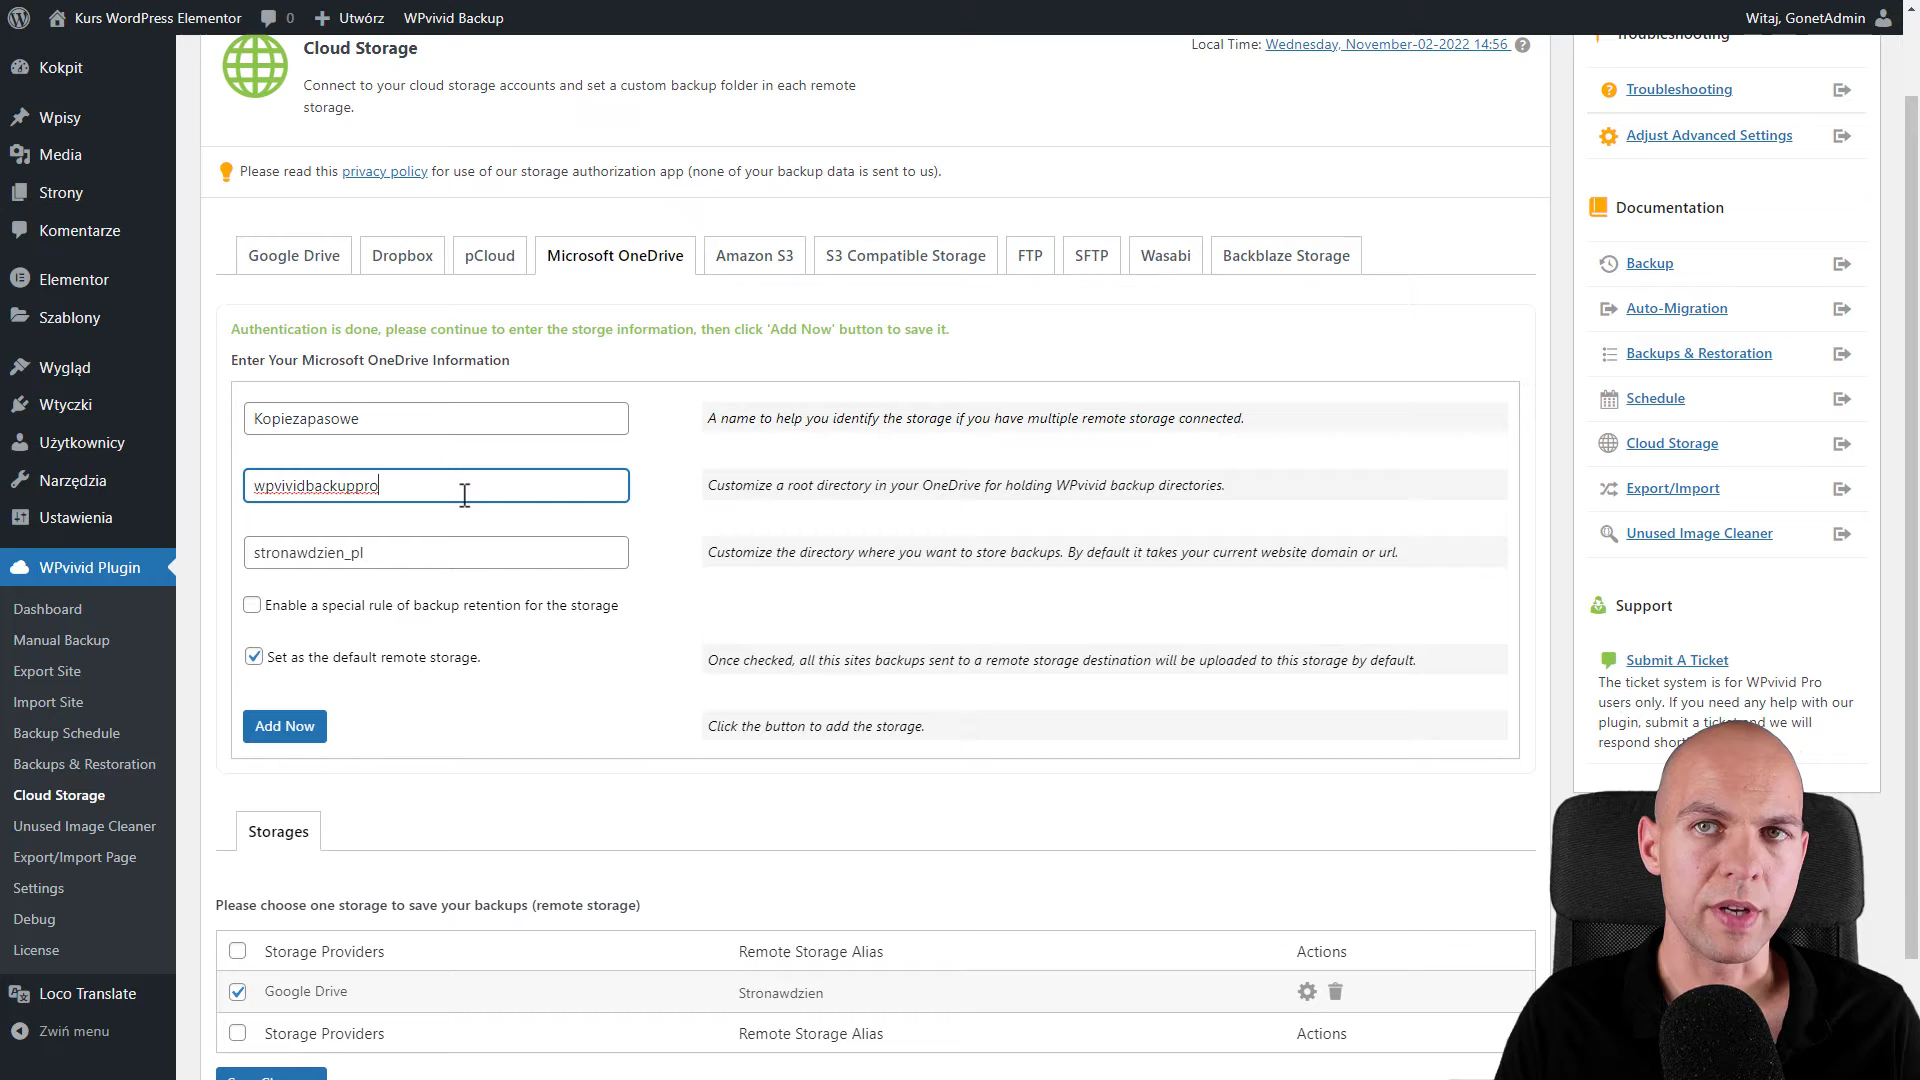 Kurs WordPress Elementor
0
Utwórz
WPvivid Backup
Witaj, GonetAdmin
Kokpit
Wpisy
Media
Strony
Komentarze
Elementor
Szablony
Wygląd
Wtyczki
Użytkownicy
Narzędzia
Ustawienia
WPvivid Plugin
Dashboard
Manual Backup
Export Site
Import Site
Backup Schedule
Backups & Restoration
Cloud Storage
Unused Image Cleaner
Export/Import Page
Settings
Debug
License
Loco Translate
Zwiń menu
Cloud Storage
Local Time: Wednesday, November-02-2022 14:56
Connect to your cloud storage accounts and set a custom backup folder in each remote
storage.
Please read this privacy policy for use of our storage authorization app (none of your backup data is sent to us).
Google Drive
Dropbox
pCloud
Microsoft OneDrive
Amazon S3
S3 Compatible Storage
FTP
SFTP
Wasabi
Backblaze Storage
Authentication is done, please continue to enter the storge information, then click 'Add Now' button to save it.
Enter Your Microsoft OneDrive Information
Kopiezapasowe
A name to help you identify the storage if you have multiple remote storage connected.
wpvividbackuppro
Customize a root directory in your OneDrive for holding WPvivid backup directories.
stronawdzien_pl
Customize the directory where you want to store backups. By default it takes your current website domain or url.
Enable a special rule of backup retention for the storage
Set as the default remote storage.
Once checked, all this sites backups sent to a remote storage destination will be uploaded to this storage by default.
Add Now
Click the button to add the storage.
Storages
Please choose one storage to save your backups (remote storage)
Storage Providers
Remote Storage Alias
Actions
Google Drive
Stronawdzien
Storage Providers
Remote Storage Alias
Actions
Troubleshooting
Troubleshooting
Adjust Advanced Settings
Documentation
Backup
Auto-Migration
Backups & Restoration
Schedule
Cloud Storage
Export/Import
Unused Image Cleaner
Support
Submit A Ticket
The ticket system is for WPvivid Pro
users only. If you need any help with our
plugin, submit a ticket and we will
respond